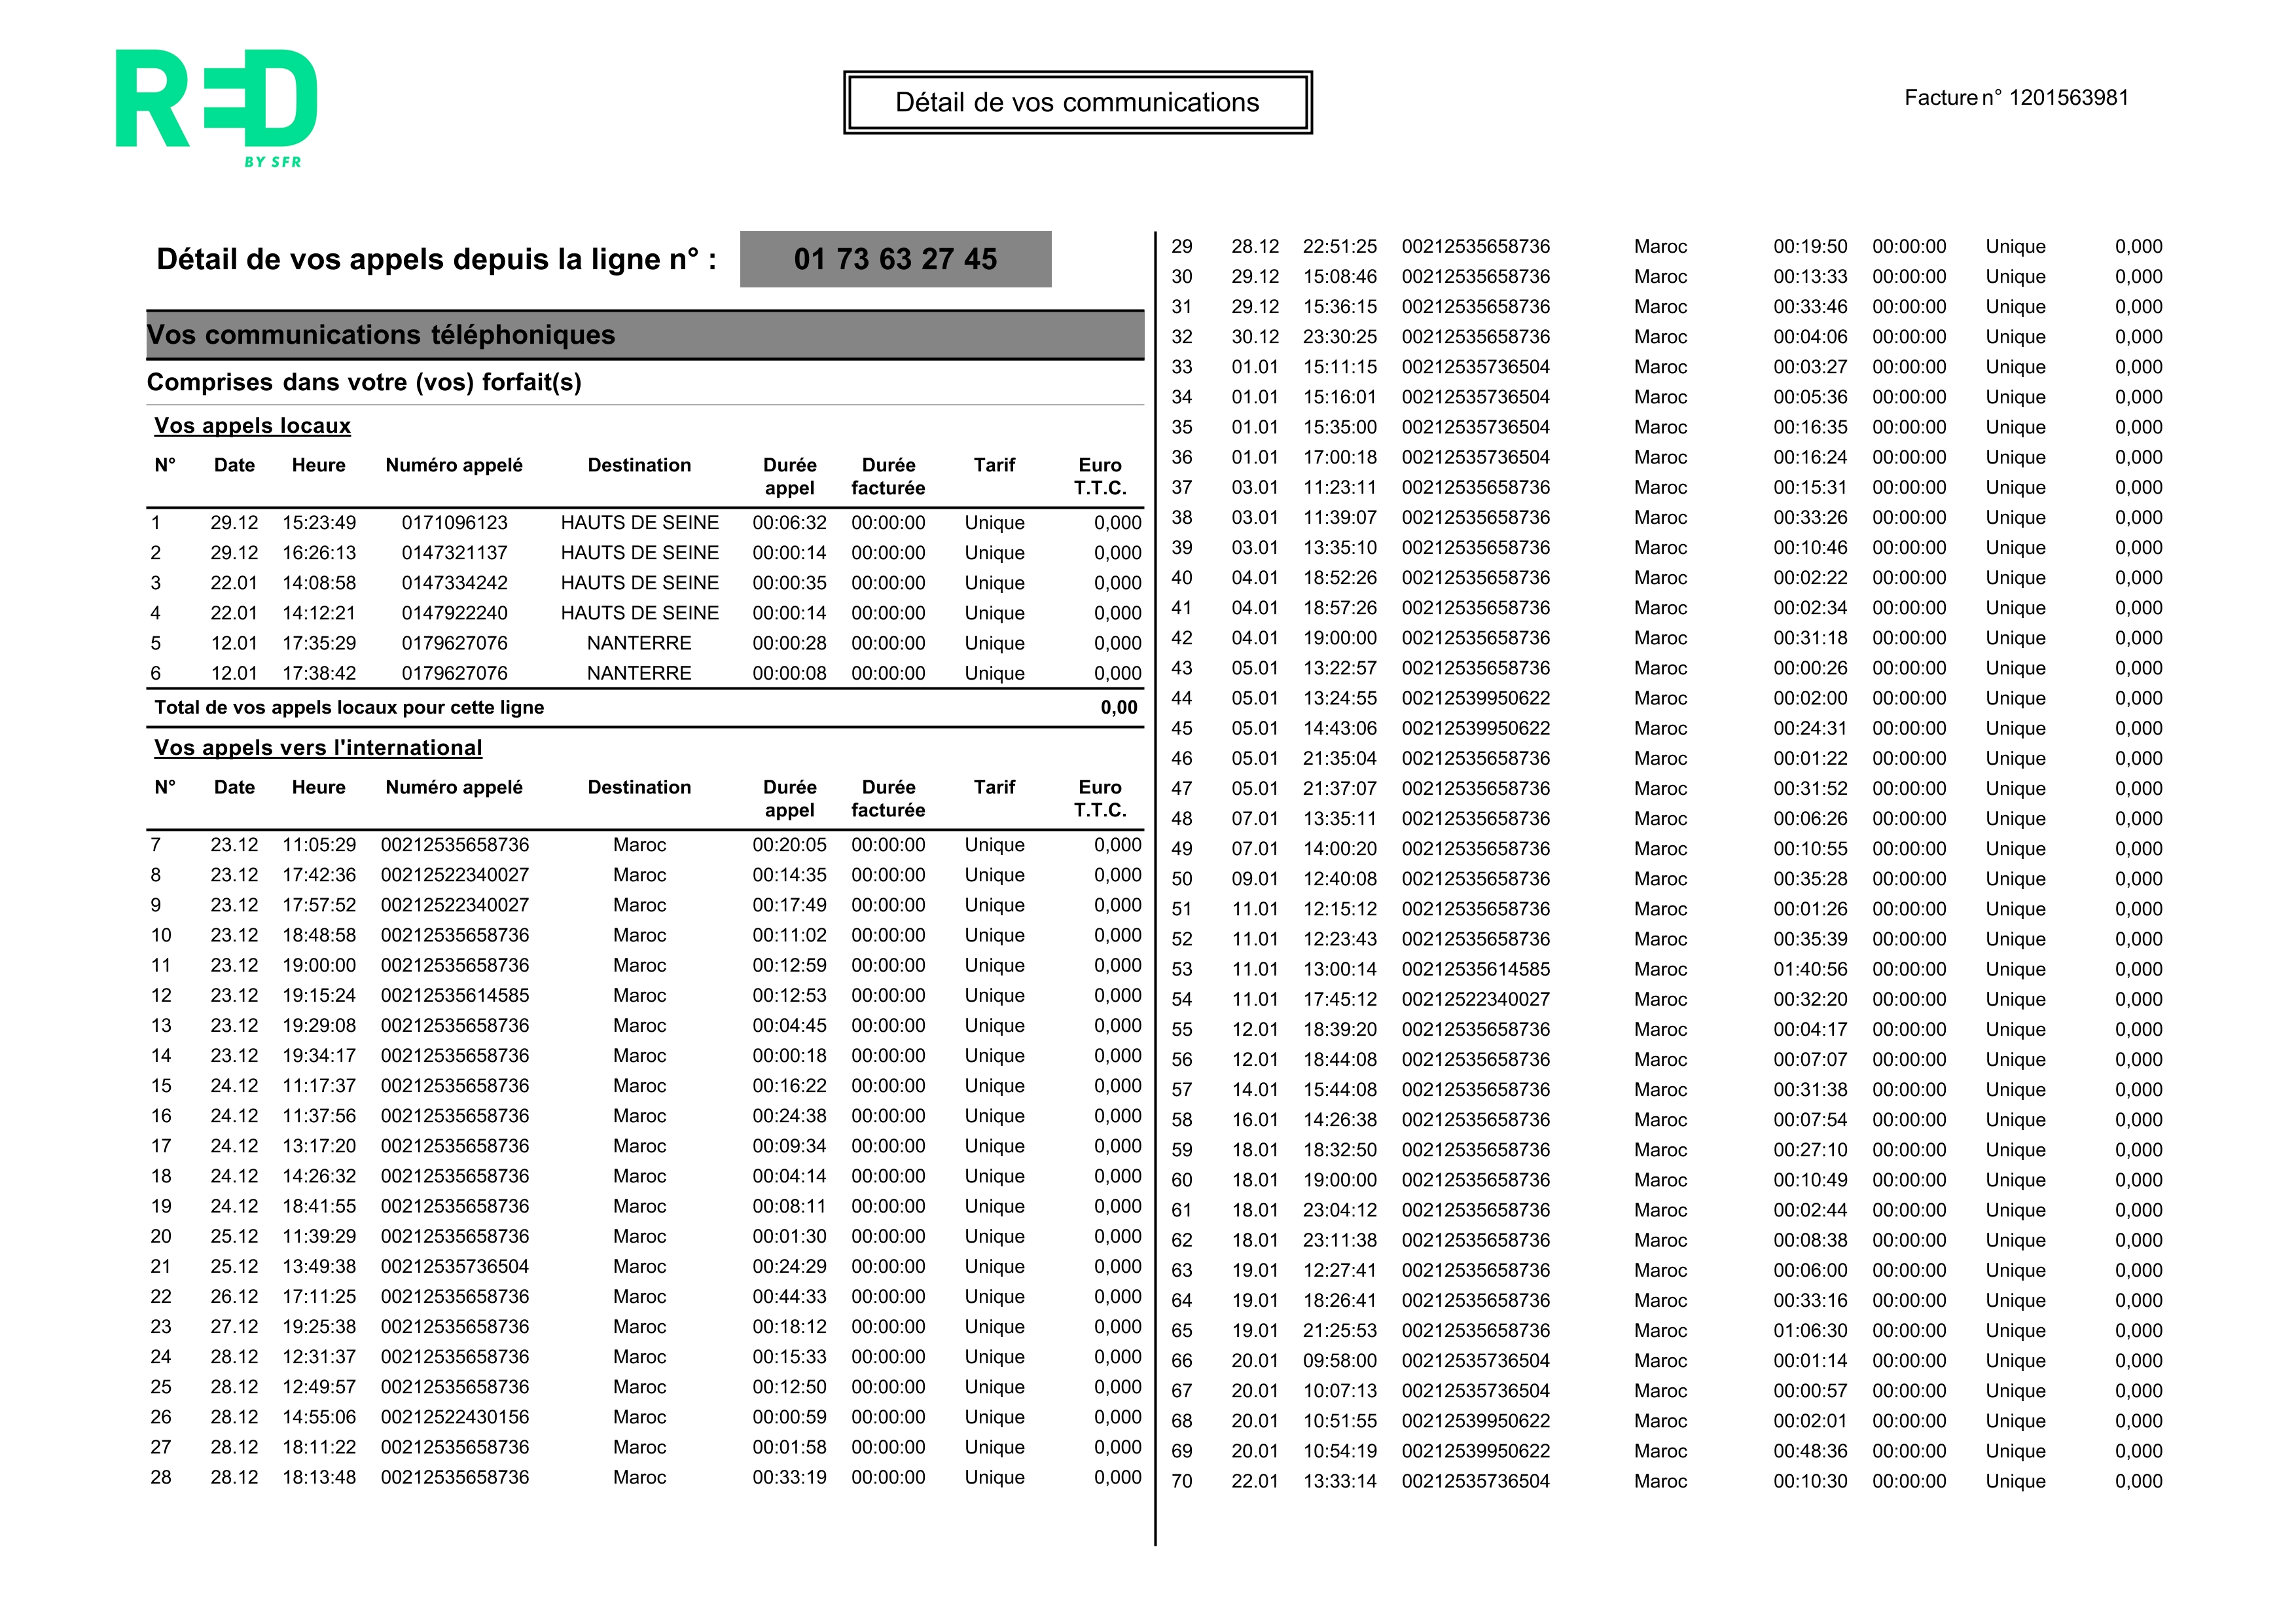 RED
BY SFR
Détail de vos communications
Facture n° 1201563981
Détail de vos appels depuis la ligne n° : 01 73 63 27 45
Vos communications téléphoniques
Comprises dans votre (vos) forfait(s)
Vos appels locaux
N° Date Heure Numéro appelé Destination Durée appel Durée facturée Tarif Euro T.T.C.
1 29.12 15:23:49 0171096123 HAUTS DE SEINE 00:06:32 00:00:00 Unique 0,000
2 29.12 16:26:13 0147321137 HAUTS DE SEINE 00:00:14 00:00:00 Unique 0,000
3 22.01 14:08:58 0147334242 HAUTS DE SEINE 00:00:35 00:00:00 Unique 0,000
4 22.01 14:12:21 0147922240 HAUTS DE SEINE 00:00:14 00:00:00 Unique 0,000
5 12.01 17:35:29 0179627076 NANTERRE 00:00:28 00:00:00 Unique 0,000
6 12.01 17:38:42 0179627076 NANTERRE 00:00:08 00:00:00 Unique 0,000
Total de vos appels locaux pour cette ligne 0,00
Vos appels vers l'international
N° Date Heure Numéro appelé Destination Durée appel Durée facturée Tarif Euro T.T.C.
7 23.12 11:05:29 00212535658736 Maroc 00:20:05 00:00:00 Unique 0,000
8 23.12 17:42:36 00212522340027 Maroc 00:14:35 00:00:00 Unique 0,000
9 23.12 17:57:52 00212522340027 Maroc 00:17:49 00:00:00 Unique 0,000
10 23.12 18:48:58 00212535658736 Maroc 00:11:02 00:00:00 Unique 0,000
11 23.12 19:00:00 00212535658736 Maroc 00:12:59 00:00:00 Unique 0,000
12 23.12 19:15:24 00212535614585 Maroc 00:12:53 00:00:00 Unique 0,000
13 23.12 19:29:08 00212535658736 Maroc 00:04:45 00:00:00 Unique 0,000
14 23.12 19:34:17 00212535658736 Maroc 00:00:18 00:00:00 Unique 0,000
15 24.12 11:17:37 00212535658736 Maroc 00:16:22 00:00:00 Unique 0,000
16 24.12 11:37:56 00212535658736 Maroc 00:24:38 00:00:00 Unique 0,000
17 24.12 13:17:20 00212535658736 Maroc 00:09:34 00:00:00 Unique 0,000
18 24.12 14:26:32 00212535658736 Maroc 00:04:14 00:00:00 Unique 0,000
19 24.12 18:41:55 00212535658736 Maroc 00:08:11 00:00:00 Unique 0,000
20 25.12 11:39:29 00212535658736 Maroc 00:01:30 00:00:00 Unique 0,000
21 25.12 13:49:38 00212535736504 Maroc 00:24:29 00:00:00 Unique 0,000
22 26.12 17:11:25 00212535658736 Maroc 00:44:33 00:00:00 Unique 0,000
23 27.12 19:25:38 00212535658736 Maroc 00:18:12 00:00:00 Unique 0,000
24 28.12 12:31:37 00212535658736 Maroc 00:15:33 00:00:00 Unique 0,000
25 28.12 12:49:57 00212535658736 Maroc 00:12:50 00:00:00 Unique 0,000
26 28.12 14:55:06 00212522430156 Maroc 00:00:59 00:00:00 Unique 0,000
27 28.12 18:11:22 00212535658736 Maroc 00:01:58 00:00:00 Unique 0,000
28 28.12 18:13:48 00212535658736 Maroc 00:33:19 00:00:00 Unique 0,000
29 28.12 22:51:25 00212535658736 Maroc 00:19:50 00:00:00 Unique 0,000
30 29.12 15:08:46 00212535658736 Maroc 00:13:33 00:00:00 Unique 0,000
31 29.12 15:36:15 00212535658736 Maroc 00:33:46 00:00:00 Unique 0,000
32 30.12 23:30:25 00212535658736 Maroc 00:04:06 00:00:00 Unique 0,000
33 01.01 15:11:15 00212535736504 Maroc 00:03:27 00:00:00 Unique 0,000
34 01.01 15:16:01 00212535736504 Maroc 00:05:36 00:00:00 Unique 0,000
35 01.01 15:35:00 00212535736504 Maroc 00:16:35 00:00:00 Unique 0,000
36 01.01 17:00:18 00212535736504 Maroc 00:16:24 00:00:00 Unique 0,000
37 03.01 11:23:11 00212535658736 Maroc 00:15:31 00:00:00 Unique 0,000
38 03.01 11:39:07 00212535658736 Maroc 00:33:26 00:00:00 Unique 0,000
39 03.01 13:35:10 00212535658736 Maroc 00:10:46 00:00:00 Unique 0,000
40 04.01 18:52:26 00212535658736 Maroc 00:02:22 00:00:00 Unique 0,000
41 04.01 18:57:26 00212535658736 Maroc 00:02:34 00:00:00 Unique 0,000
42 04.01 19:00:00 00212535658736 Maroc 00:31:18 00:00:00 Unique 0,000
43 05.01 13:22:57 00212535658736 Maroc 00:00:26 00:00:00 Unique 0,000
44 05.01 13:24:55 00212539950622 Maroc 00:02:00 00:00:00 Unique 0,000
45 05.01 14:43:06 00212539950622 Maroc 00:24:31 00:00:00 Unique 0,000
46 05.01 21:35:04 00212535658736 Maroc 00:01:22 00:00:00 Unique 0,000
47 05.01 21:37:07 00212535658736 Maroc 00:31:52 00:00:00 Unique 0,000
48 07.01 13:35:11 00212535658736 Maroc 00:06:26 00:00:00 Unique 0,000
49 07.01 14:00:20 00212535658736 Maroc 00:10:55 00:00:00 Unique 0,000
50 09.01 12:40:08 00212535658736 Maroc 00:35:28 00:00:00 Unique 0,000
51 11.01 12:15:12 00212535658736 Maroc 00:01:26 00:00:00 Unique 0,000
52 11.01 12:23:43 00212535658736 Maroc 00:35:39 00:00:00 Unique 0,000
53 11.01 13:00:14 00212535614585 Maroc 01:40:56 00:00:00 Unique 0,000
54 11.01 17:45:12 00212522340027 Maroc 00:32:20 00:00:00 Unique 0,000
55 12.01 18:39:20 00212535658736 Maroc 00:04:17 00:00:00 Unique 0,000
56 12.01 18:44:08 00212535658736 Maroc 00:07:07 00:00:00 Unique 0,000
57 14.01 15:44:08 00212535658736 Maroc 00:31:38 00:00:00 Unique 0,000
58 16.01 14:26:38 00212535658736 Maroc 00:07:54 00:00:00 Unique 0,000
59 18.01 18:32:50 00212535658736 Maroc 00:27:10 00:00:00 Unique 0,000
60 18.01 19:00:00 00212535658736 Maroc 00:10:49 00:00:00 Unique 0,000
61 18.01 23:04:12 00212535658736 Maroc 00:02:44 00:00:00 Unique 0,000
62 18.01 23:11:38 00212535658736 Maroc 00:08:38 00:00:00 Unique 0,000
63 19.01 12:27:41 00212535658736 Maroc 00:06:00 00:00:00 Unique 0,000
64 19.01 18:26:41 00212535658736 Maroc 00:33:16 00:00:00 Unique 0,000
65 19.01 21:25:53 00212535658736 Maroc 01:06:30 00:00:00 Unique 0,000
66 20.01 09:58:00 00212535736504 Maroc 00:01:14 00:00:00 Unique 0,000
67 20.01 10:07:13 00212535736504 Maroc 00:00:57 00:00:00 Unique 0,000
68 20.01 10:51:55 00212539950622 Maroc 00:02:01 00:00:00 Unique 0,000
69 20.01 10:54:19 00212539950622 Maroc 00:48:36 00:00:00 Unique 0,000
70 22.01 13:33:14 00212535736504 Maroc 00:10:30 00:00:00 Unique 0,000